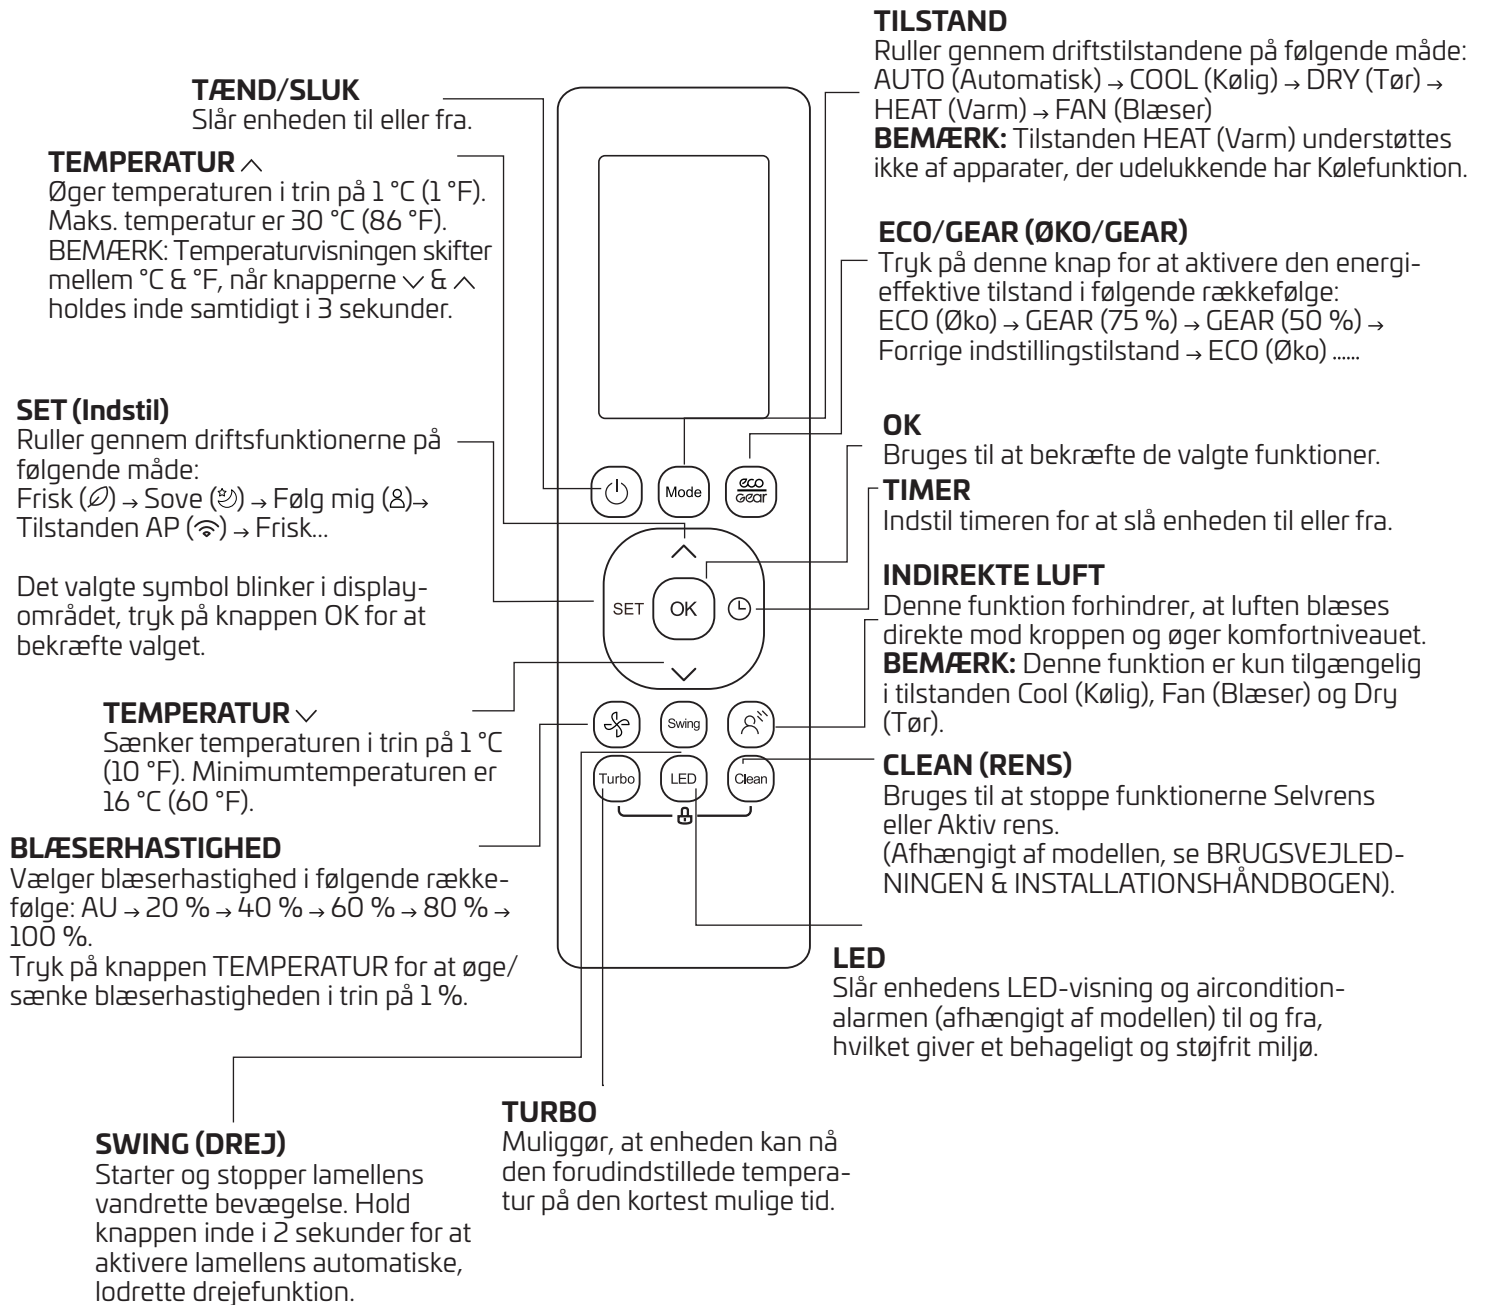 TÆND/SLUK
Slår enheden til eller fra.
TEMPERATUR
Øger temperaturen i trin på 1 °C (1 °F).
Maks. temperatur er 30 °C (86 °F).
BEMÆRK: Temperaturvisningen skifter
mellem °C & °F, når knapperne ﹀ & ︿
holdes inde samtidigt i 3 sekunder.
SET (Indstil)
Ruller gennem driftsfunktionerne på
følgende måde:
Frisk () → Sove () → Følg mig ()→
Tilstanden AP () → Frisk...
Det valgte symbol blinker i display-
området, tryk på knappen OK for at
bekræfte valget.
TEMPERATUR
Sænker temperaturen i trin på 1 °C
(10 °F). Minimumtemperaturen er
16 °C (60 °F).
BLÆSERHASTIGHED
Vælger blæserhastighed i følgende række-
følge: AU → 20 % → 40 % → 60 % → 80 % →
100 %.
Tryk på knappen TEMPERATUR for at øge/
sænke blæserhastigheden i trin på 1 %.
SWING (DREJ)
Starter og stopper lamellens
vandrette bevægelse. Hold
knappen inde i 2 sekunder for at
aktivere lamellens automatiske,
lodrette drejefunktion.
TURBO
Muliggør, at enheden kan nå
den forudindstillede tempera-
tur på den kortest mulige tid.
Mode
eco
Gear
SET
OK
Swing
Turbo
LED
Clean
TILSTAND
Ruller gennem driftstilstandene på følgende måde:
AUTO (Automatisk) → COOL (Kølig) → DRY (Tør) →
HEAT (Varm) → FAN (Blæser)
BEMÆRK: Tilstanden HEAT (Varm) understøttes
ikke af apparater, der udelukkende har Kølefunktion.
ECO/GEAR (ØKO/GEAR)
Tryk på denne knap for at aktivere den energi-
effektive tilstand i følgende rækkefølge:
ECO (Øko) → GEAR (75 %) → GEAR (50 %) →
Forrige indstillingstilstand → ECO (Øko) ......
OK
Bruges til at bekræfte de valgte funktioner.
TIMER
Indstil timeren for at slå enheden til eller fra.
INDIREKTE LUFT
Denne funktion forhindrer, at luften blæses
direkte mod kroppen og øger komfortniveauet.
BEMÆRK: Denne funktion er kun tilgængelig
i tilstanden Cool (Kølig), Fan (Blæser) og Dry
(Tør).
CLEAN (RENS)
Bruges til at stoppe funktionerne Selvrens
eller Aktiv rens.
(Afhængigt af modellen, se BRUGSVEJLED-
NINGEN & INSTALLATIONSHÅNDBOGEN).
LED
Slår enhedens LED-visning og aircondition-
alarmen (afhængigt af modellen) til og fra,
hvilket giver et behageligt og støjfrit miljø.